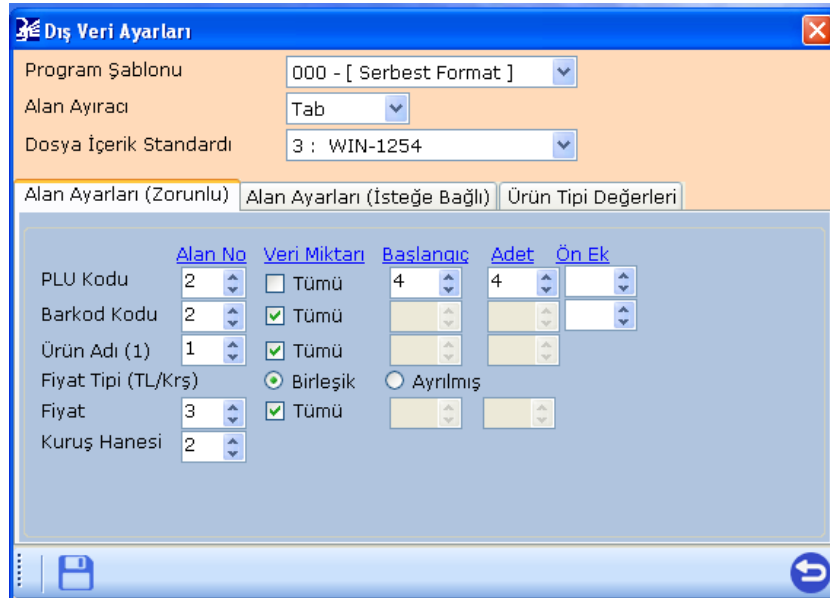 Dış Veri Ayarları
Program Şablonu 000 - [ Serbest Format ]
Alan Ayıracı Tab
Dosya İçerik Standardı 3 : WIN-1254
Alan Ayarları (Zorunlu) Alan Ayarları (İsteğe Bağlı) Ürün Tipi Değerleri
Alan No Veri Miktarı Başlangıç Adet Ön Ek
PLU Kodu 2 Tümü 4 4
Barkod Kodu 2 Tümü
Ürün Adı (1) 1 Tümü
Fiyat Tipi (TL/Krş) Birleşik Ayrılmış
Fiyat 3 Tümü
Kuruş Hanesi 2